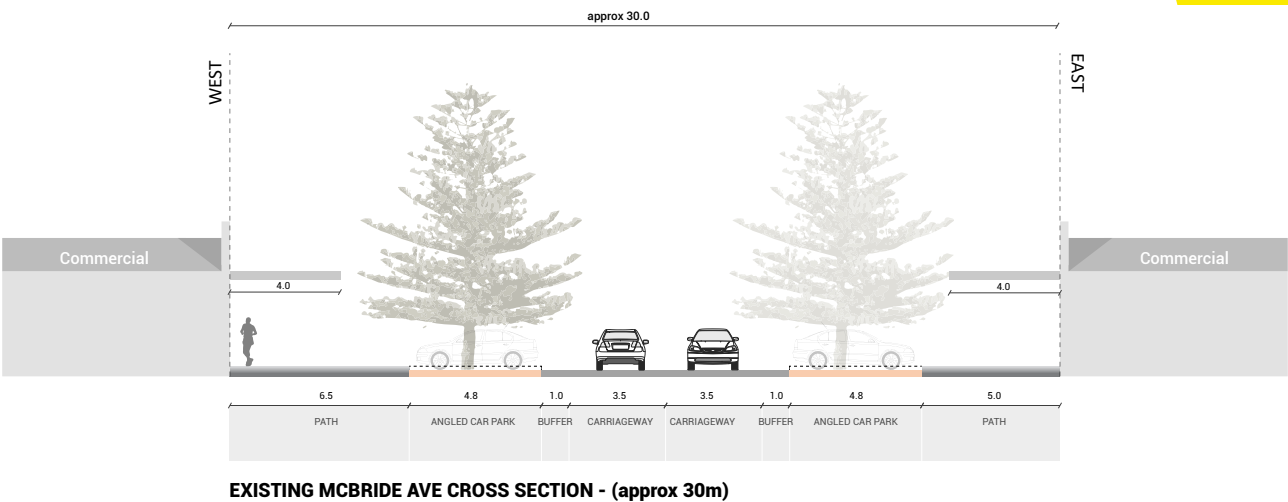 approx 30.0
WEST
EAST
Commercial
Commercial
4.0
4.0
6.5 4.8 1.0 3.5 3.5 1.0 4.8 5.0
PATH ANGLED CAR PARK BUFFER CARRIAGEWAY CARRIAGEWAY BUFFER ANGLED CAR PARK PATH
EXISTING MCBRIDE AVE CROSS SECTION - (approx 30m)